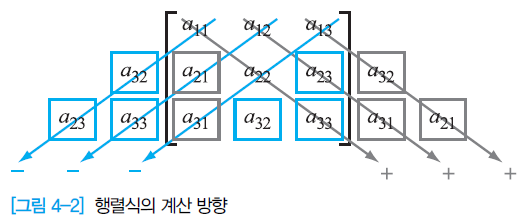 a11 a12 a13
a32 a21 a22 a23 a32
a23 a33 a31 a32 a33 a31 a21
− − − + + +
[그림 4-2] 행렬식의 계산 방향